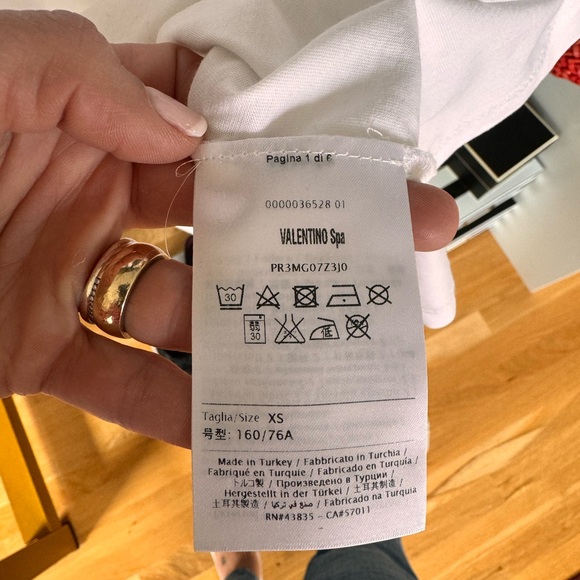 Pagina 1 di 6
0000036528 01
VALENTINO Spa
PR3MG07Z3J0
30
30
Taglia/Size XS
号型: 160/76A
Made in Turkey / Fabbricato in Turchia /
Fabriqué en Turquie / Fabricado en Turquía /
トルコ製 / Произведено в Турции /
Hergestellt in der Türkei / 土耳其制造 /
土耳其製造 / صنع في تركيا / Fabricado na Turquia
RN#43835 - CA#57011